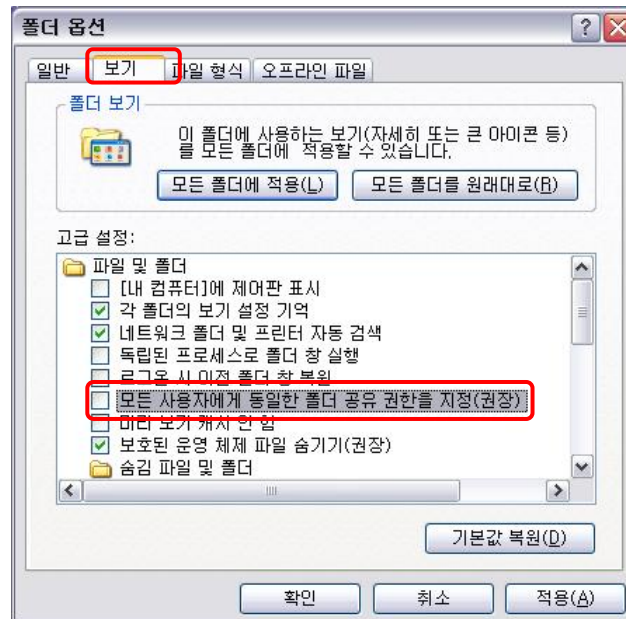 폴더 옵션
일반 보기 파일 형식 오프라인 파일
폴더 보기
이 폴더에 사용하는 보기(자세히 또는 큰 아이콘 등)
를 모든 폴더에 적용할 수 있습니다.
모든 폴더에 적용(L) 모든 폴더를 원래대로(R)
고급 설정:
파일 및 폴더
[내 컴퓨터]에 제어판 표시
각 폴더의 보기 설정 기억
네트워크 폴더 및 프린터 자동 검색
독립된 프로세스로 폴더 창 실행
로그온 시 이전 폴더 창 복원
모든 사용자에게 동일한 폴더 공유 권한을 지정(권장)
미리 보기 캐시 안 함
보호된 운영 체제 파일 숨기기(권장)
숨김 파일 및 폴더
기본값 복원(D)
확인 취소 적용(A)